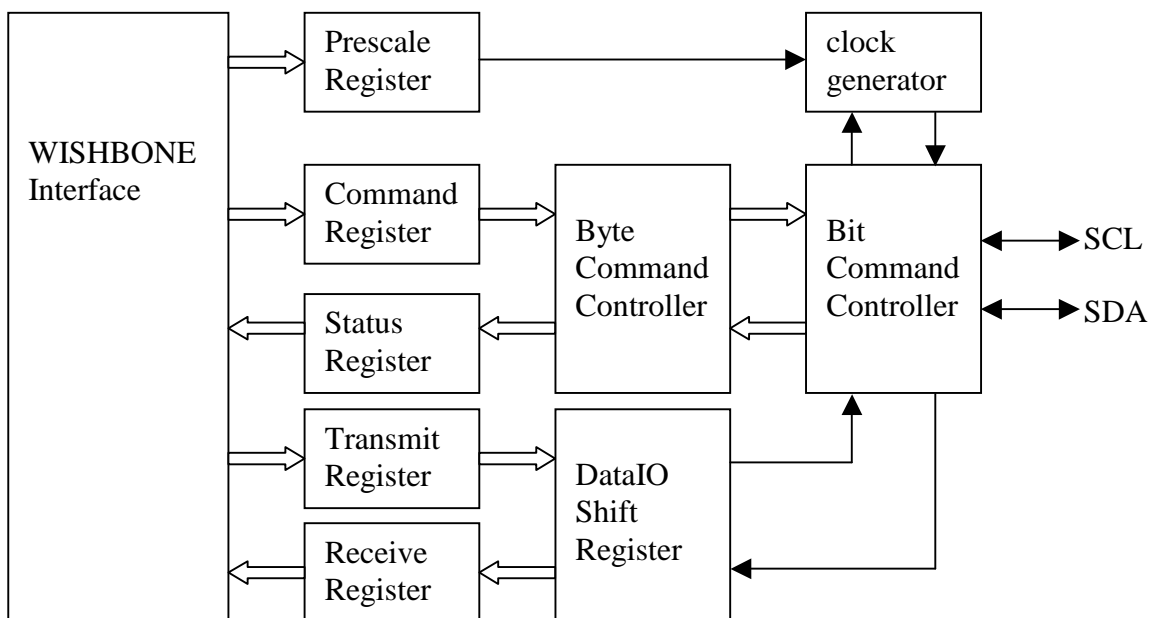 WISHBONE
Interface
Prescale
Register
clock
generator
Command
Register
Byte
Command
Controller
Bit
Command
Controller
SCL
SDA
Status
Register
Transmit
Register
DataIO
Shift
Register
Receive
Register